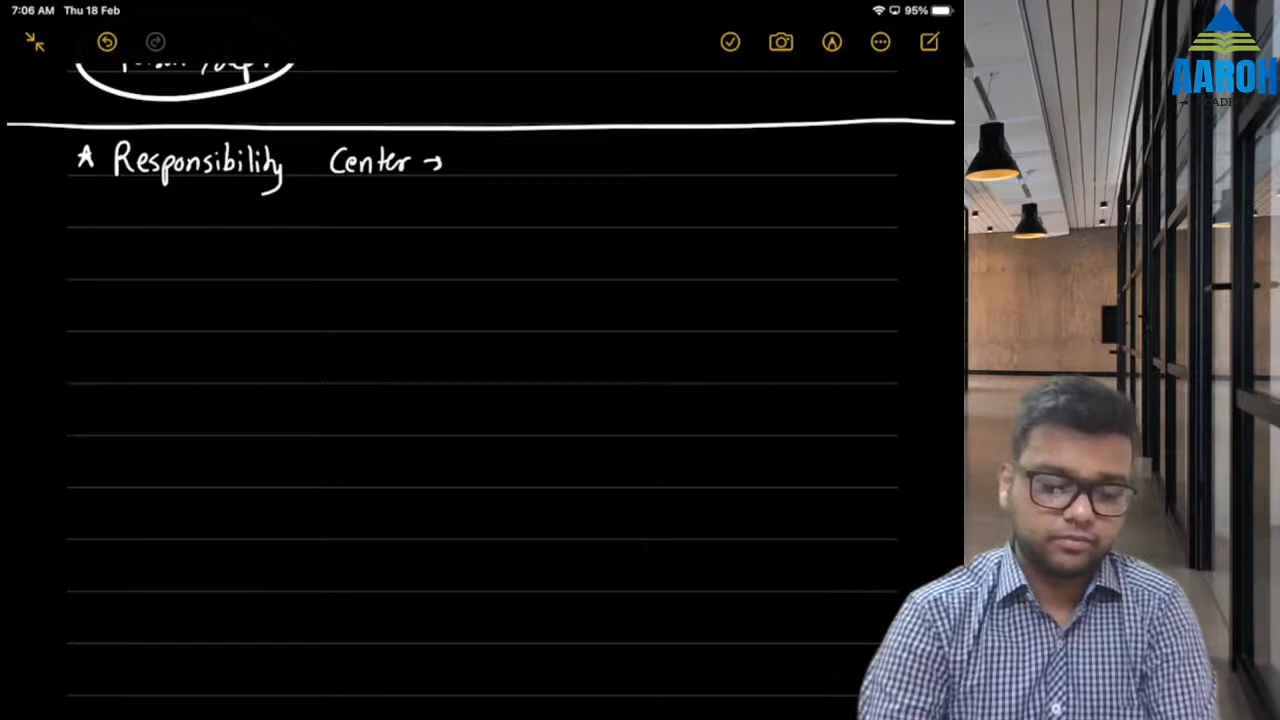 7:06 AM Thu 18 Feb
95%
AAROH
★ Responsibility Center →